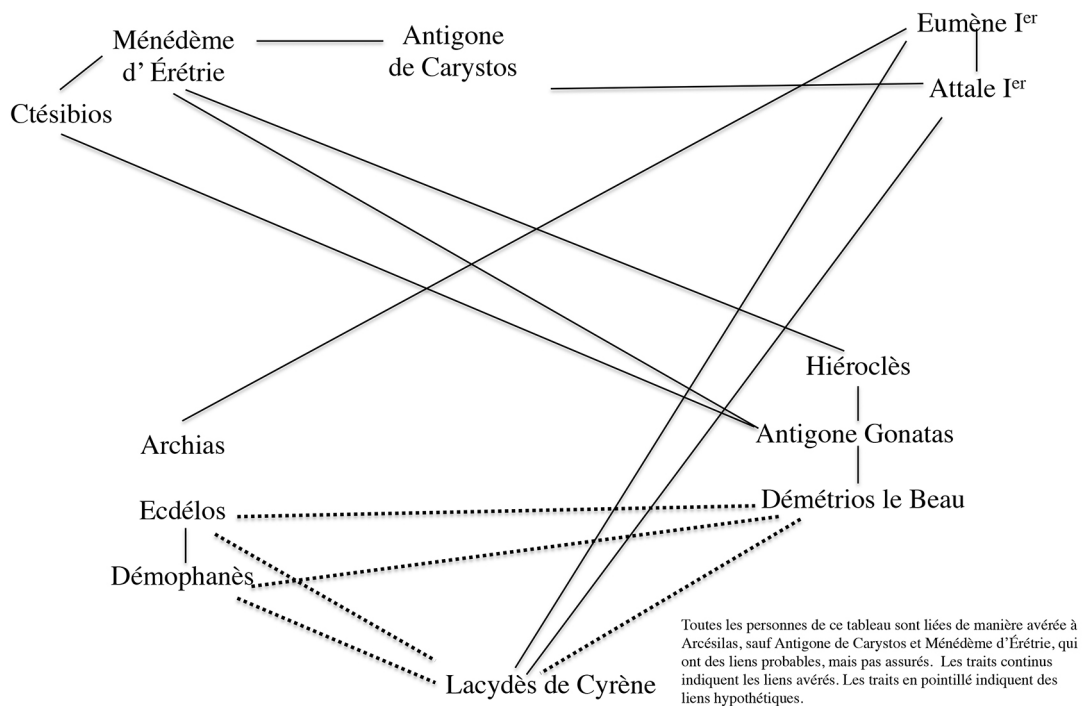 Ménédème
d' Érétrie
Antigone
de Carystos
Eumène Iᵉʳ
Attale Iᵉʳ
Ctésibios
Hiéroclès
Archias
Antigone Gonatas
Ecdélos
Démétrios le Beau
Démophanès
Lacydès de Cyrène
Toutes les personnes de ce tableau sont liées de manière avérée à
Arcésilas, sauf Antigone de Carystos et Ménédème d'Érétrie, qui
ont des liens probables, mais pas assurés. Les traits continus
indiquent les liens avérés. Les traits en pointillé indiquent des
liens hypothétiques.